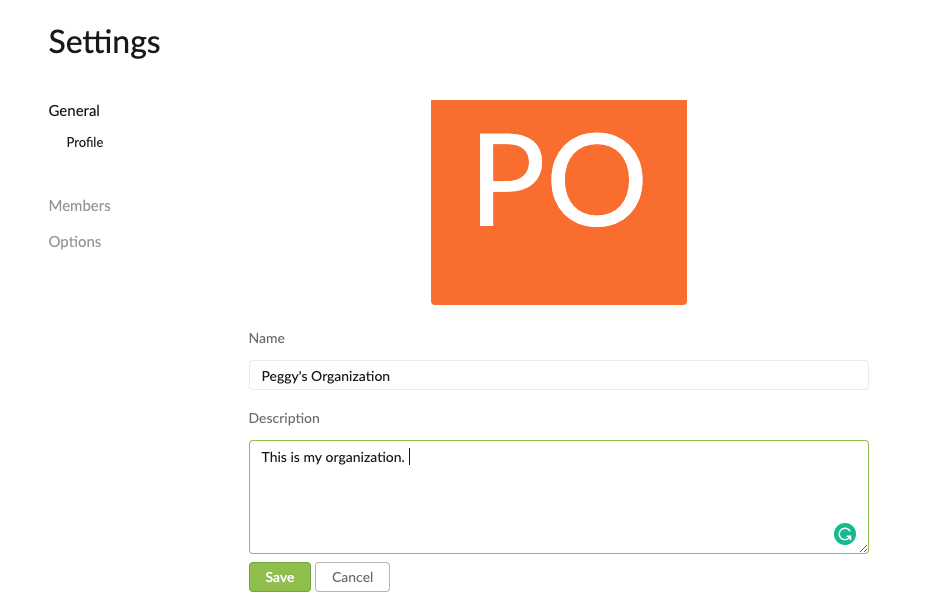 Settings
General
Profile
Members
Options
PO
Name
Peggy's Organization
Description
This is my organization.
Save
Cancel